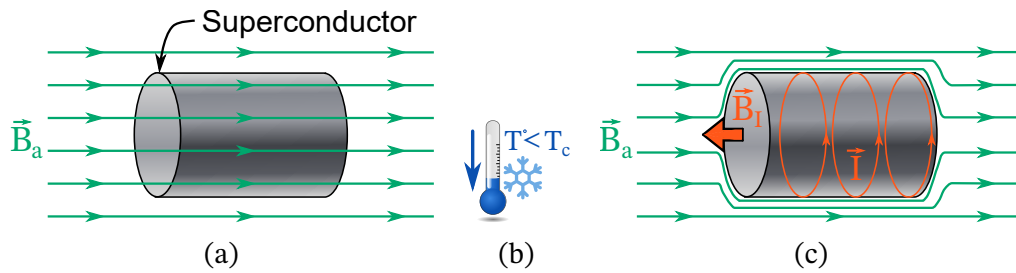 Superconductor
B⃗a
T°< Tc
B⃗I
B⃗a
I⃗
(a)
(b)
(c)